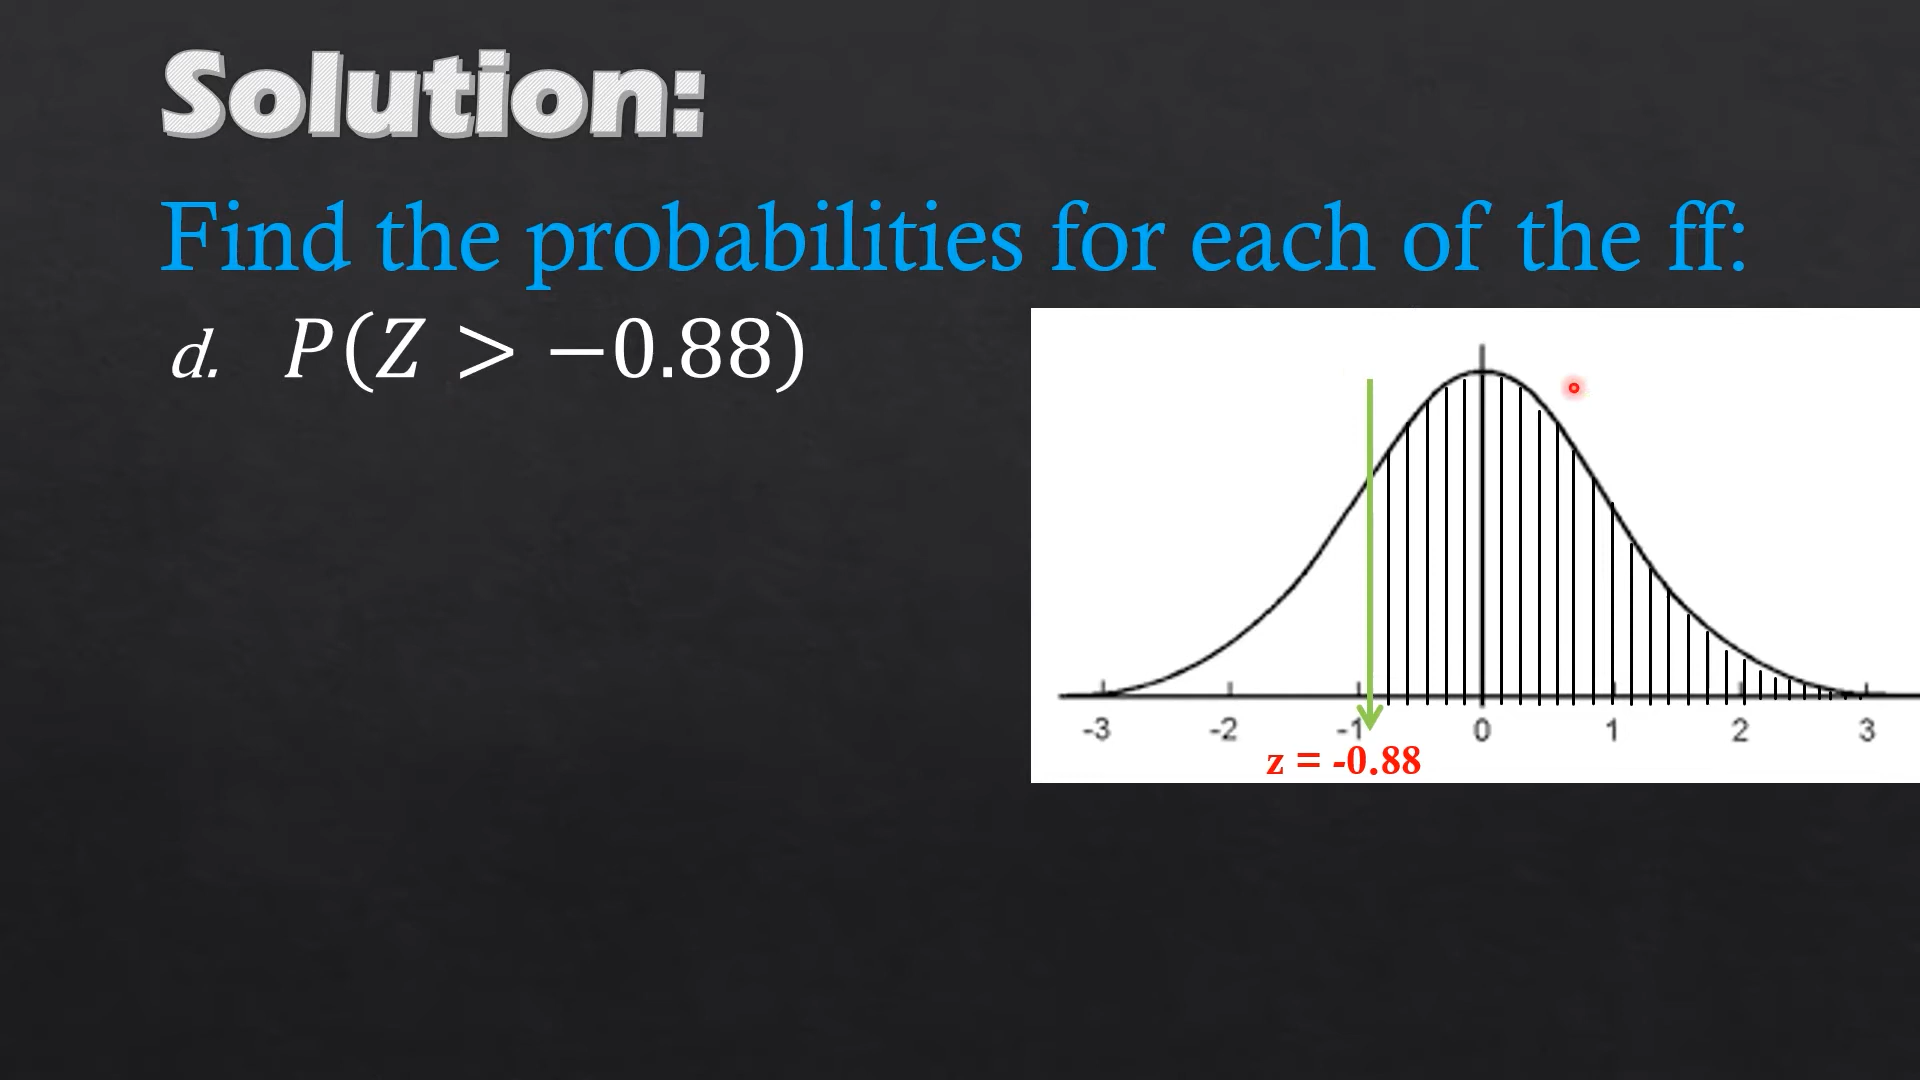 Solution:
Find the probabilities for each of the ff:
d. P(Z > −0.88)
-3 -2 -1 0 1 2 3
z = -0.88